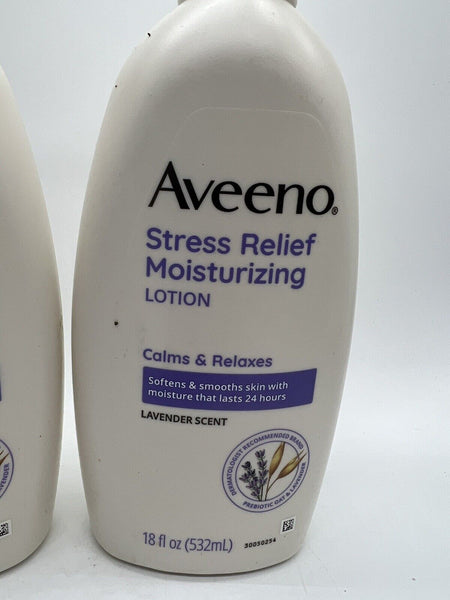 Aveeno®
Stress Relief
Moisturizing
LOTION
Calms & Relaxes
Softens & smooths skin with
moisture that lasts 24 hours
LAVENDER SCENT
DERMATOLOGIST RECOMMENDED BRAND
PREBIOTIC OAT & LAVENDER
18 fl oz (532mL)
30050254
LAVENDER